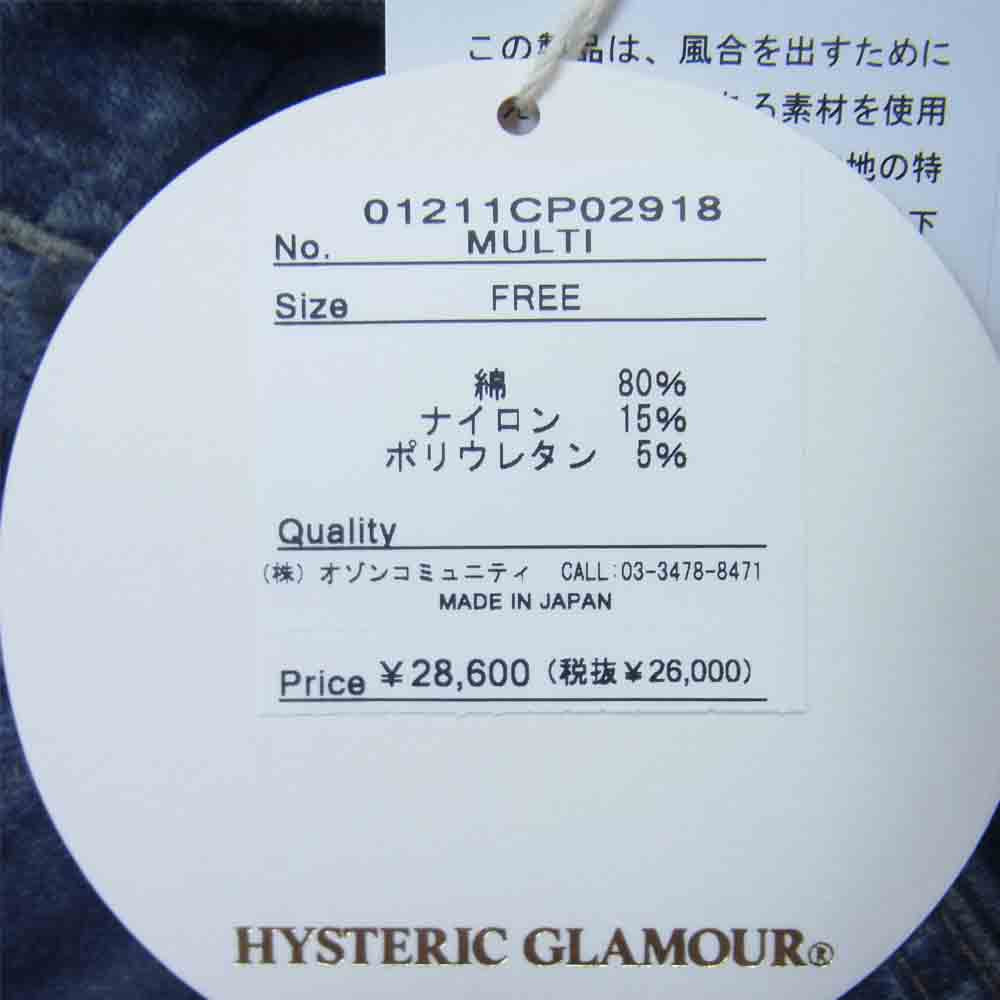 この製品は、風合を出すために
る素材を使用
地の特
下
01211CP02918
No. MULTI
Size FREE
綿 80%
ナイロン 15%
ポリウレタン 5%
Quality
(株) オゾンコミュニティ CALL:03-3478-8471
MADE IN JAPAN
Price ¥28,600 (税抜¥26,000)
HYSTERIC GLAMOUR®